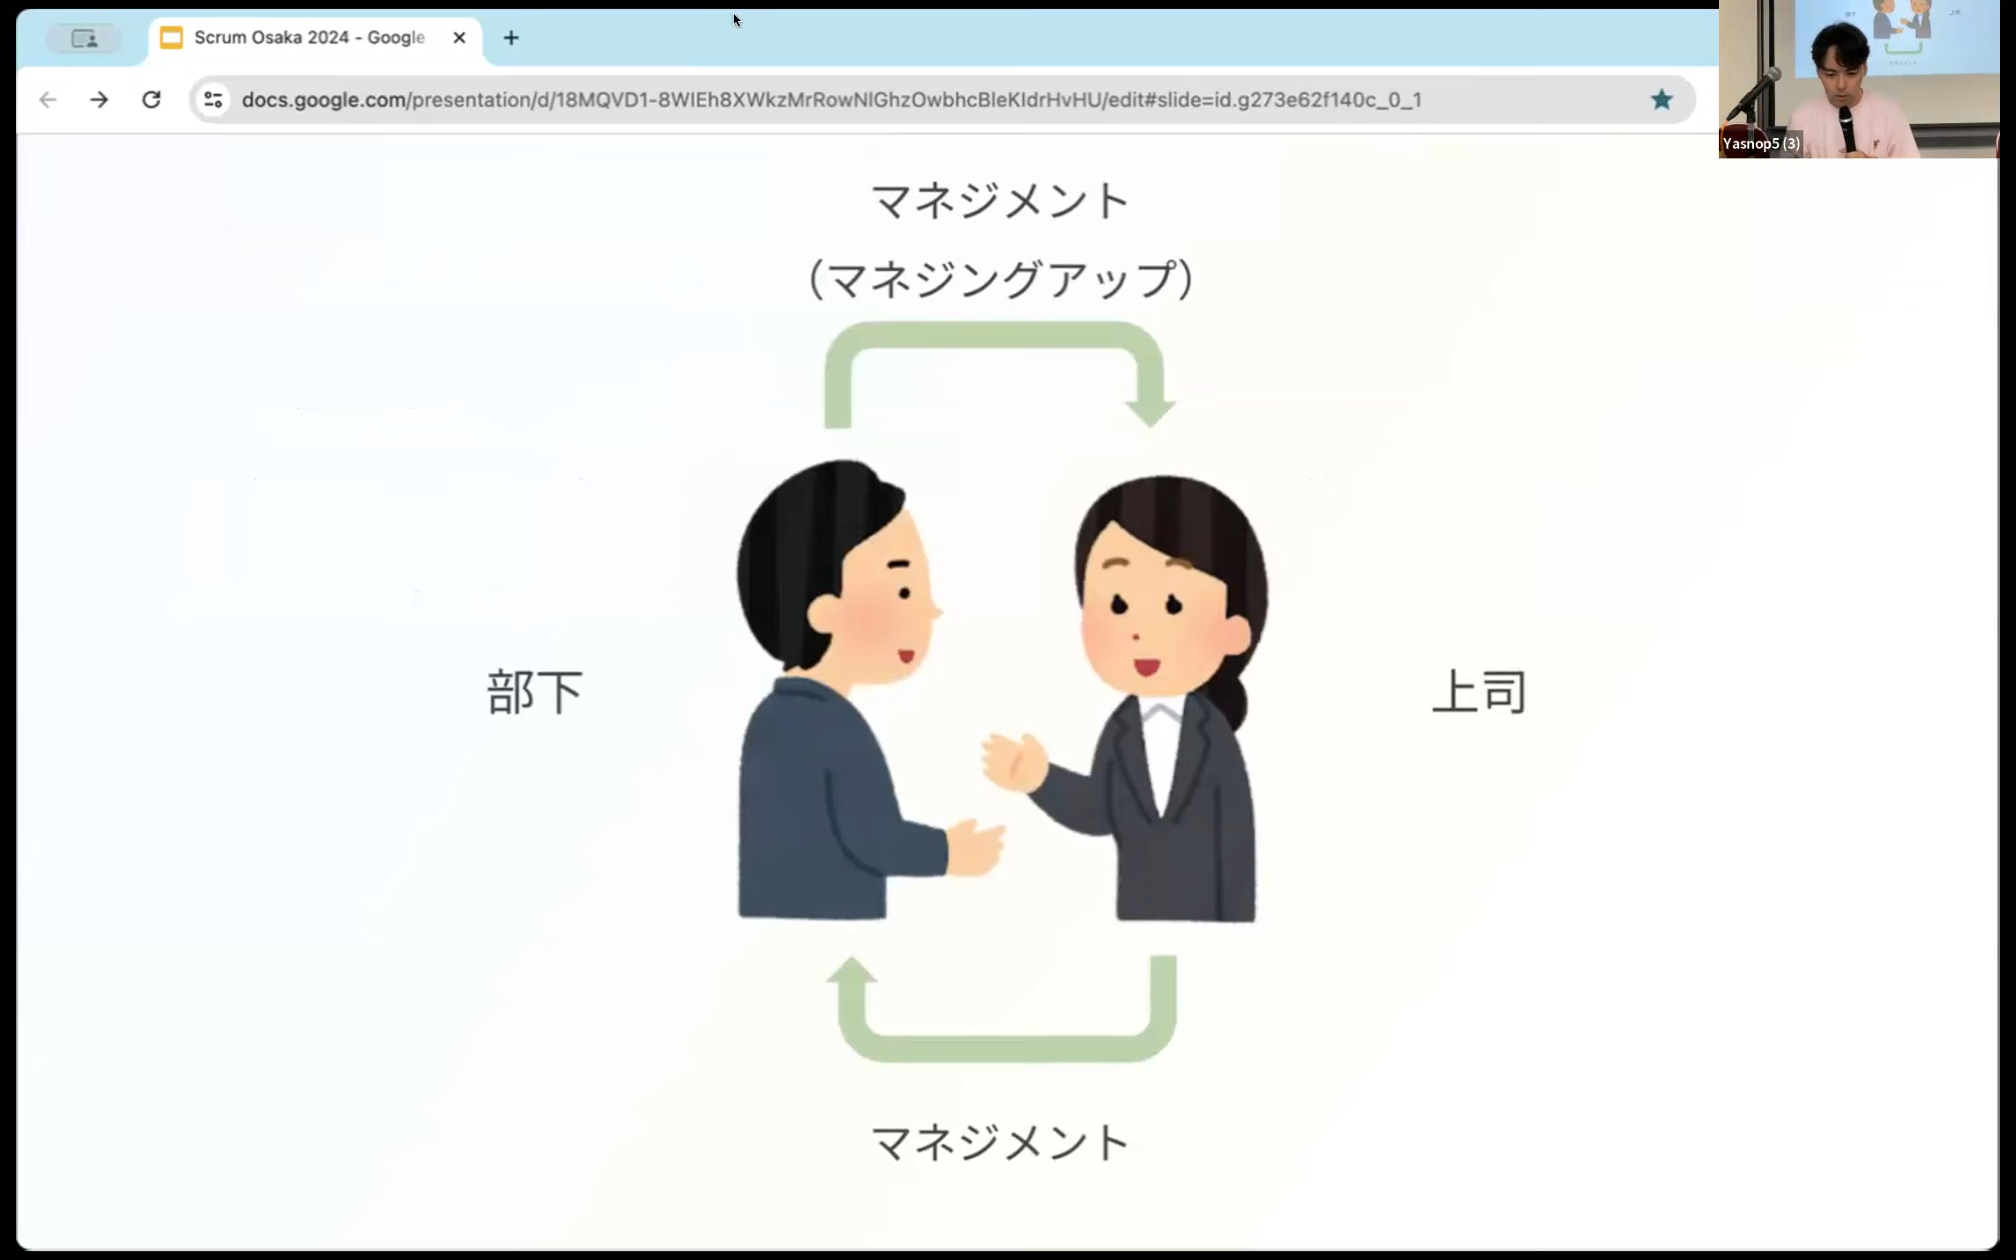 Scrum Osaka 2024 - Google
docs.google.com/presentation/d/18MQVD1-8WIEh8XWkzMrRowNlGhzOwbhcBleKIdrHvHU/edit#slide=id.g273e62f140c_0_1
Yasnop5 (3)
マネジメント
（マネジングアップ）
部下
上司
マネジメント